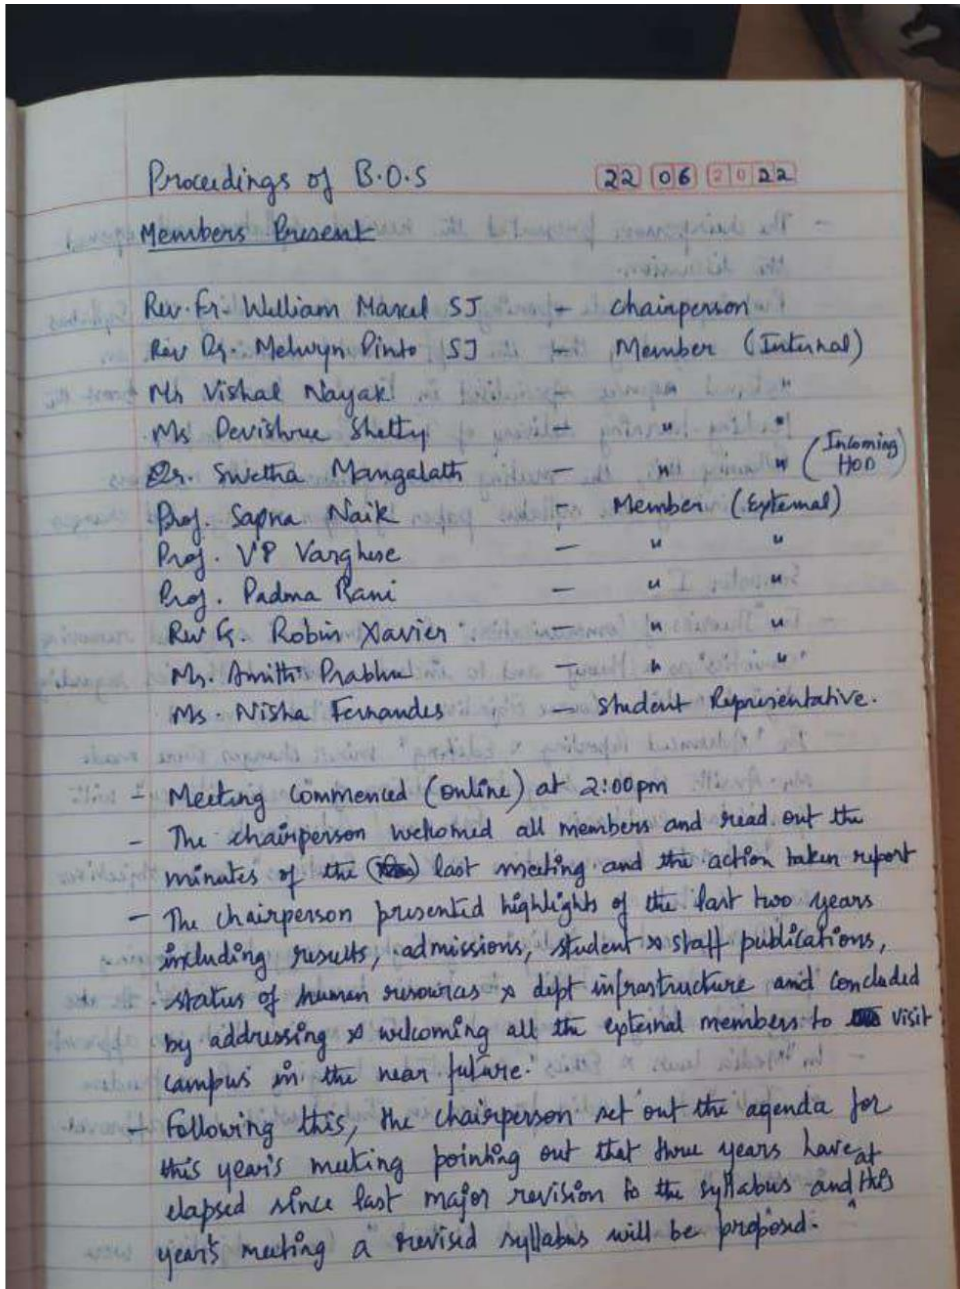 Proceedings of B.O.S 22 06 2022
Members Present
Rev. Fr. William Marcel SJ - Chairperson
Rev Dr. Melwyn Pinto SJ - Member (Internal)
Mr Vishal Nayak
Ms Devishree Shetty - " "
Dr. Swetha Mangalath - " " (Incoming HOD)
Prof. Sapna Naik - Member (External)
Prof. VP Varghese - " "
Prof. Padma Rani - " "
Rev Fr. Robin Xavier - " "
Mr. Amith Prabhu - " "
Ms. Nisha Fernandes - Student Representative.
- Meeting Commenced (online) at 2:00pm
- The chairperson welcomed all members and read out the
minutes of the last meeting and the action taken report
- The chairperson presented highlights of the last two years
including results, admissions, student & staff publications,
status of human resources & dept infrastructure and concluded
by addressing & welcoming all the external members to visit
campus in the near future.
- Following this, the chairperson set out the agenda for
this year's meeting pointing out that three years have
elapsed since last major revision to the syllabus and at this
year's meeting a revised syllabus will be proposed.